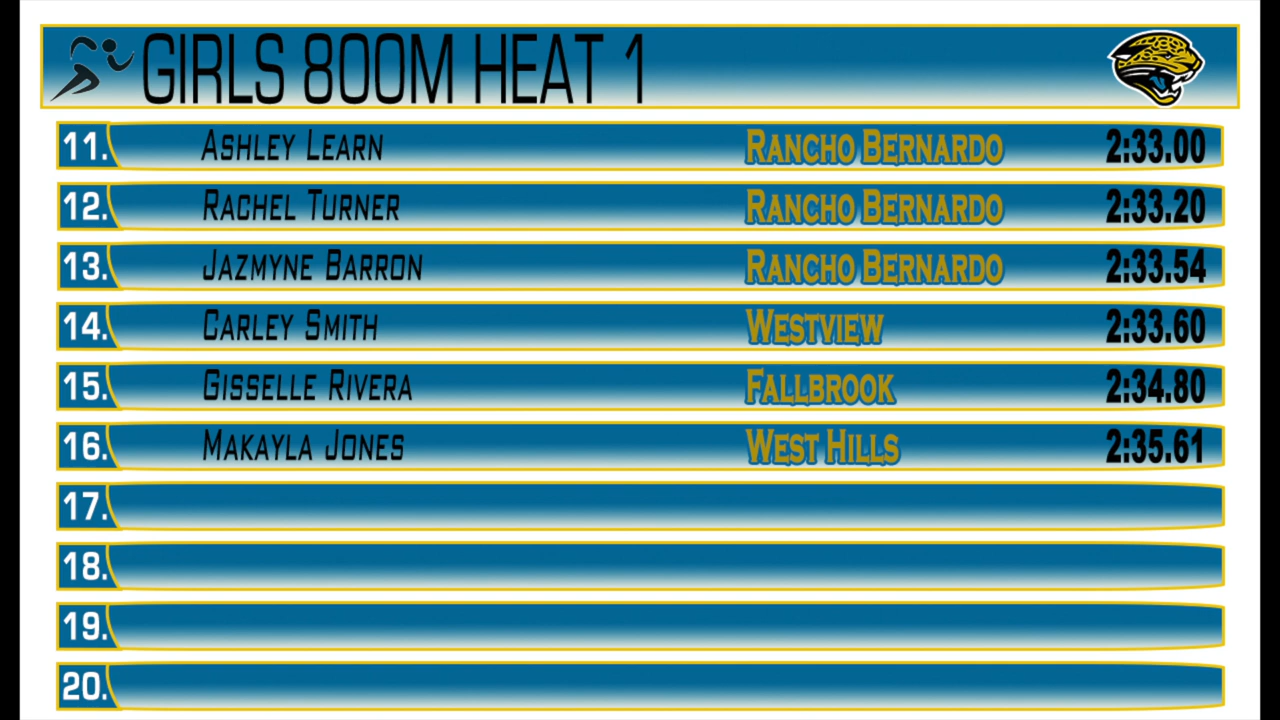 GIRLS 800M HEAT 1
11. ASHLEY LEARN RANCHO BERNARDO 2:33.00
12. RACHEL TURNER RANCHO BERNARDO 2:33.20
13. JAZMYNE BARRON RANCHO BERNARDO 2:33.54
14. CARLEY SMITH WESTVIEW 2:33.60
15. GISSELLE RIVERA FALLBROOK 2:34.80
16. MAKAYLA JONES WEST HILLS 2:35.61
17.
18.
19.
20.